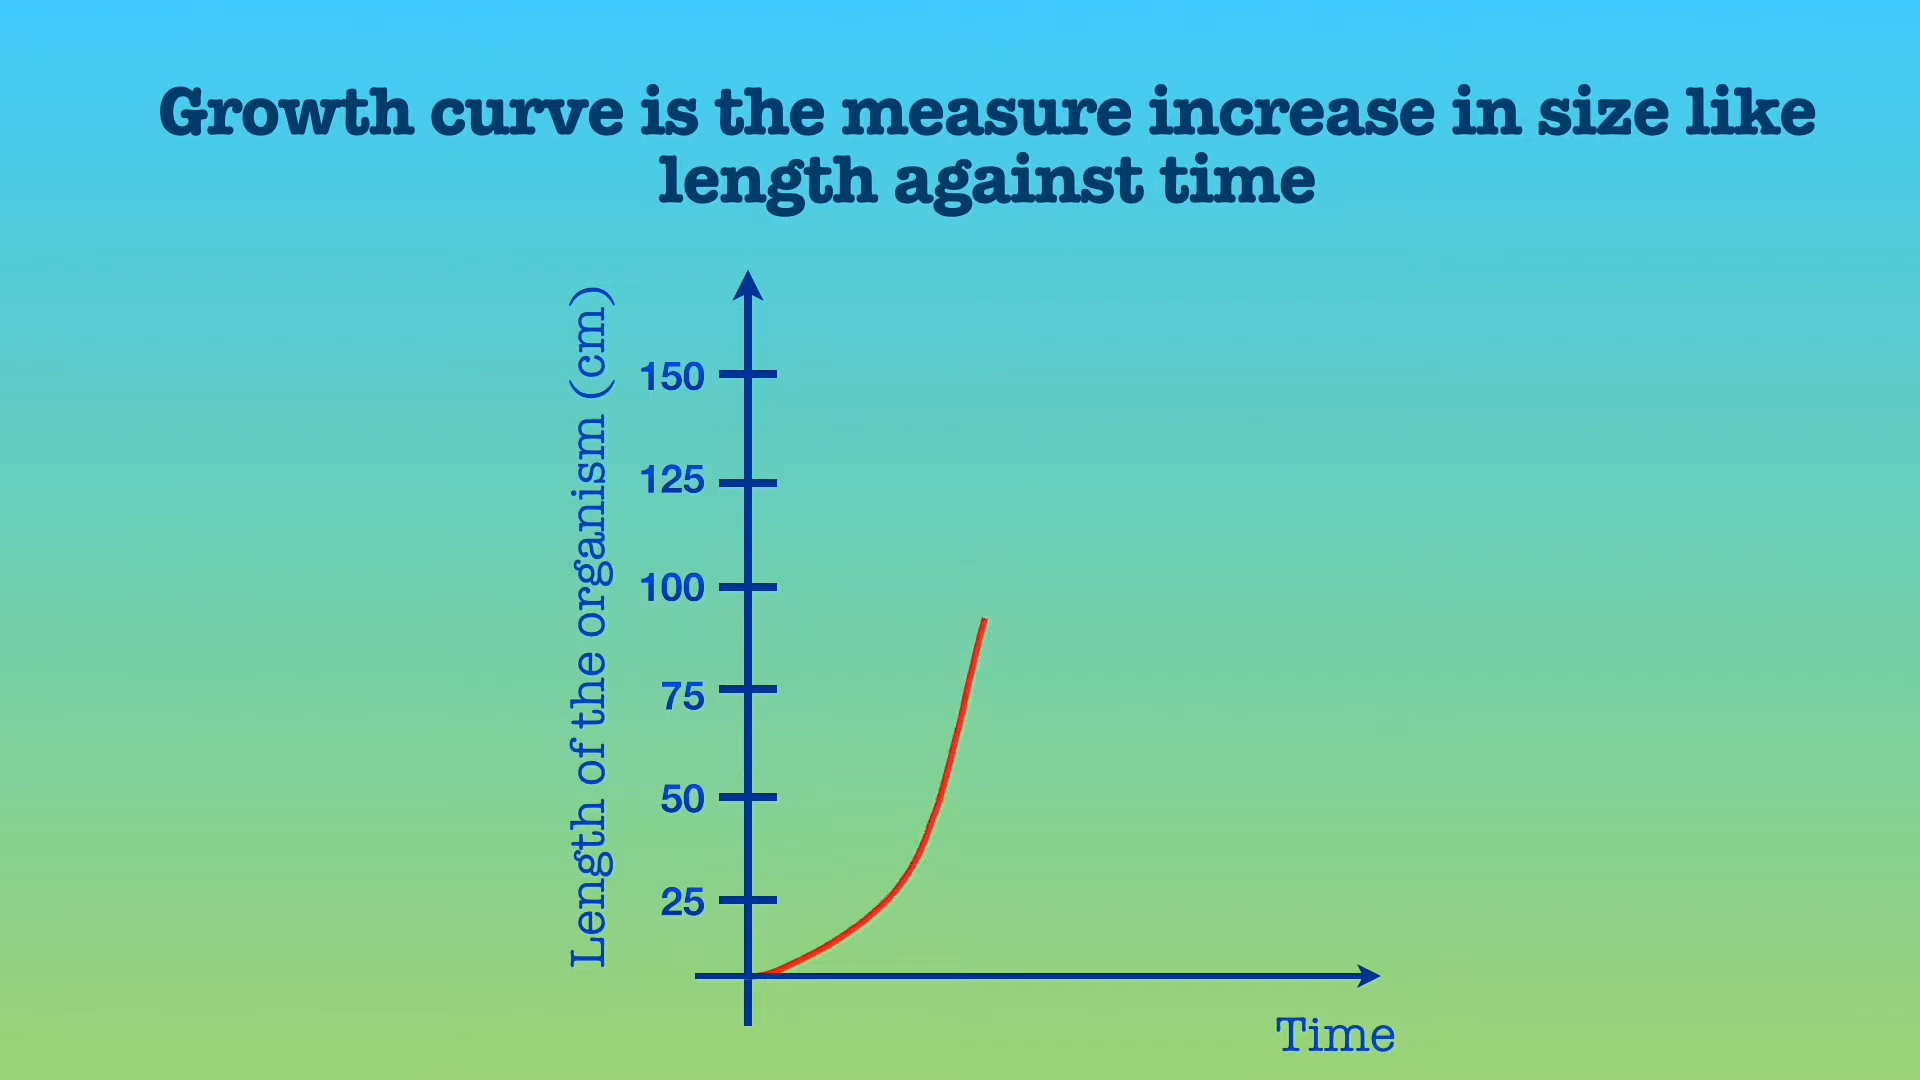 Growth curve is the measure increase in size like
length against time
Length of the organism (cm)
150
125
100
75
50
25
Time